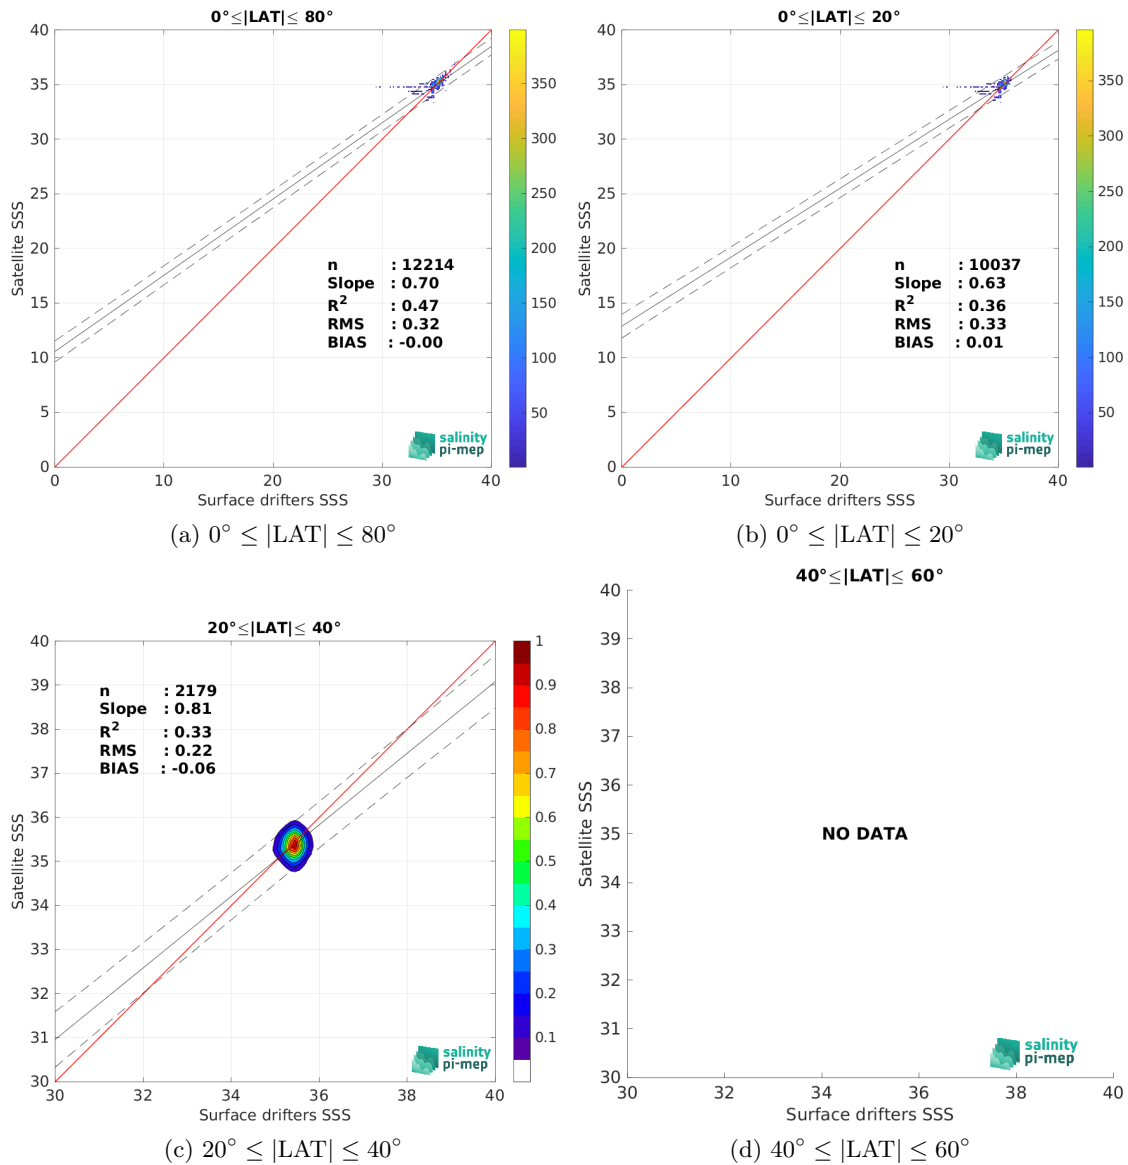 0°≤|LAT|≤ 80°
40
35
30
25
20
15
10
5
0
0
10
20
30
40
Satellite SSS
Surface drifters SSS
n : 12214
Slope : 0.70
R² : 0.47
RMS : 0.32
BIAS : -0.00
350
300
250
200
150
100
50
salinity
pi-mep
(a) 0° ≤ |LAT| ≤ 80°
0°≤|LAT|≤ 20°
40
35
30
25
20
15
10
5
0
0
10
20
30
40
Satellite SSS
Surface drifters SSS
n : 10037
Slope : 0.63
R² : 0.36
RMS : 0.33
BIAS : 0.01
350
300
250
200
150
100
50
salinity
pi-mep
(b) 0° ≤ |LAT| ≤ 20°
20°≤|LAT|≤ 40°
40
39
38
37
36
35
34
33
32
31
30
30
32
34
36
38
40
Satellite SSS
Surface drifters SSS
n : 2179
Slope : 0.81
R² : 0.33
RMS : 0.22
BIAS : -0.06
1
0.9
0.8
0.7
0.6
0.5
0.4
0.3
0.2
0.1
salinity
pi-mep
(c) 20° ≤ |LAT| ≤ 40°
40°≤|LAT|≤ 60°
40
39
38
37
36
35
34
33
32
31
30
30
32
34
36
38
40
Satellite SSS
Surface drifters SSS
NO DATA
salinity
pi-mep
(d) 40° ≤ |LAT| ≤ 60°